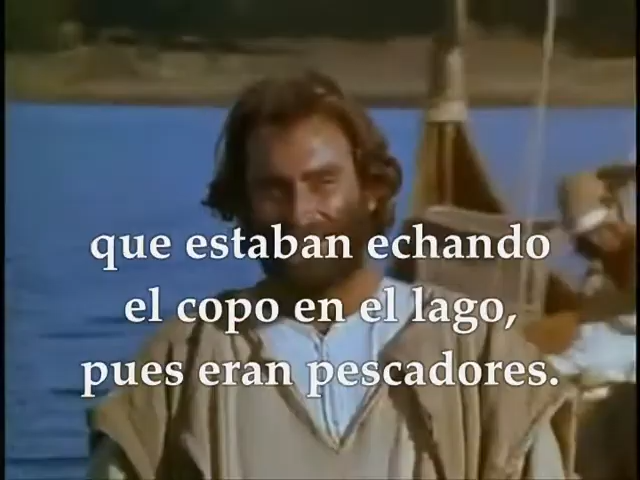 que estaban echando
el copo en el lago,
pues eran pescadores.